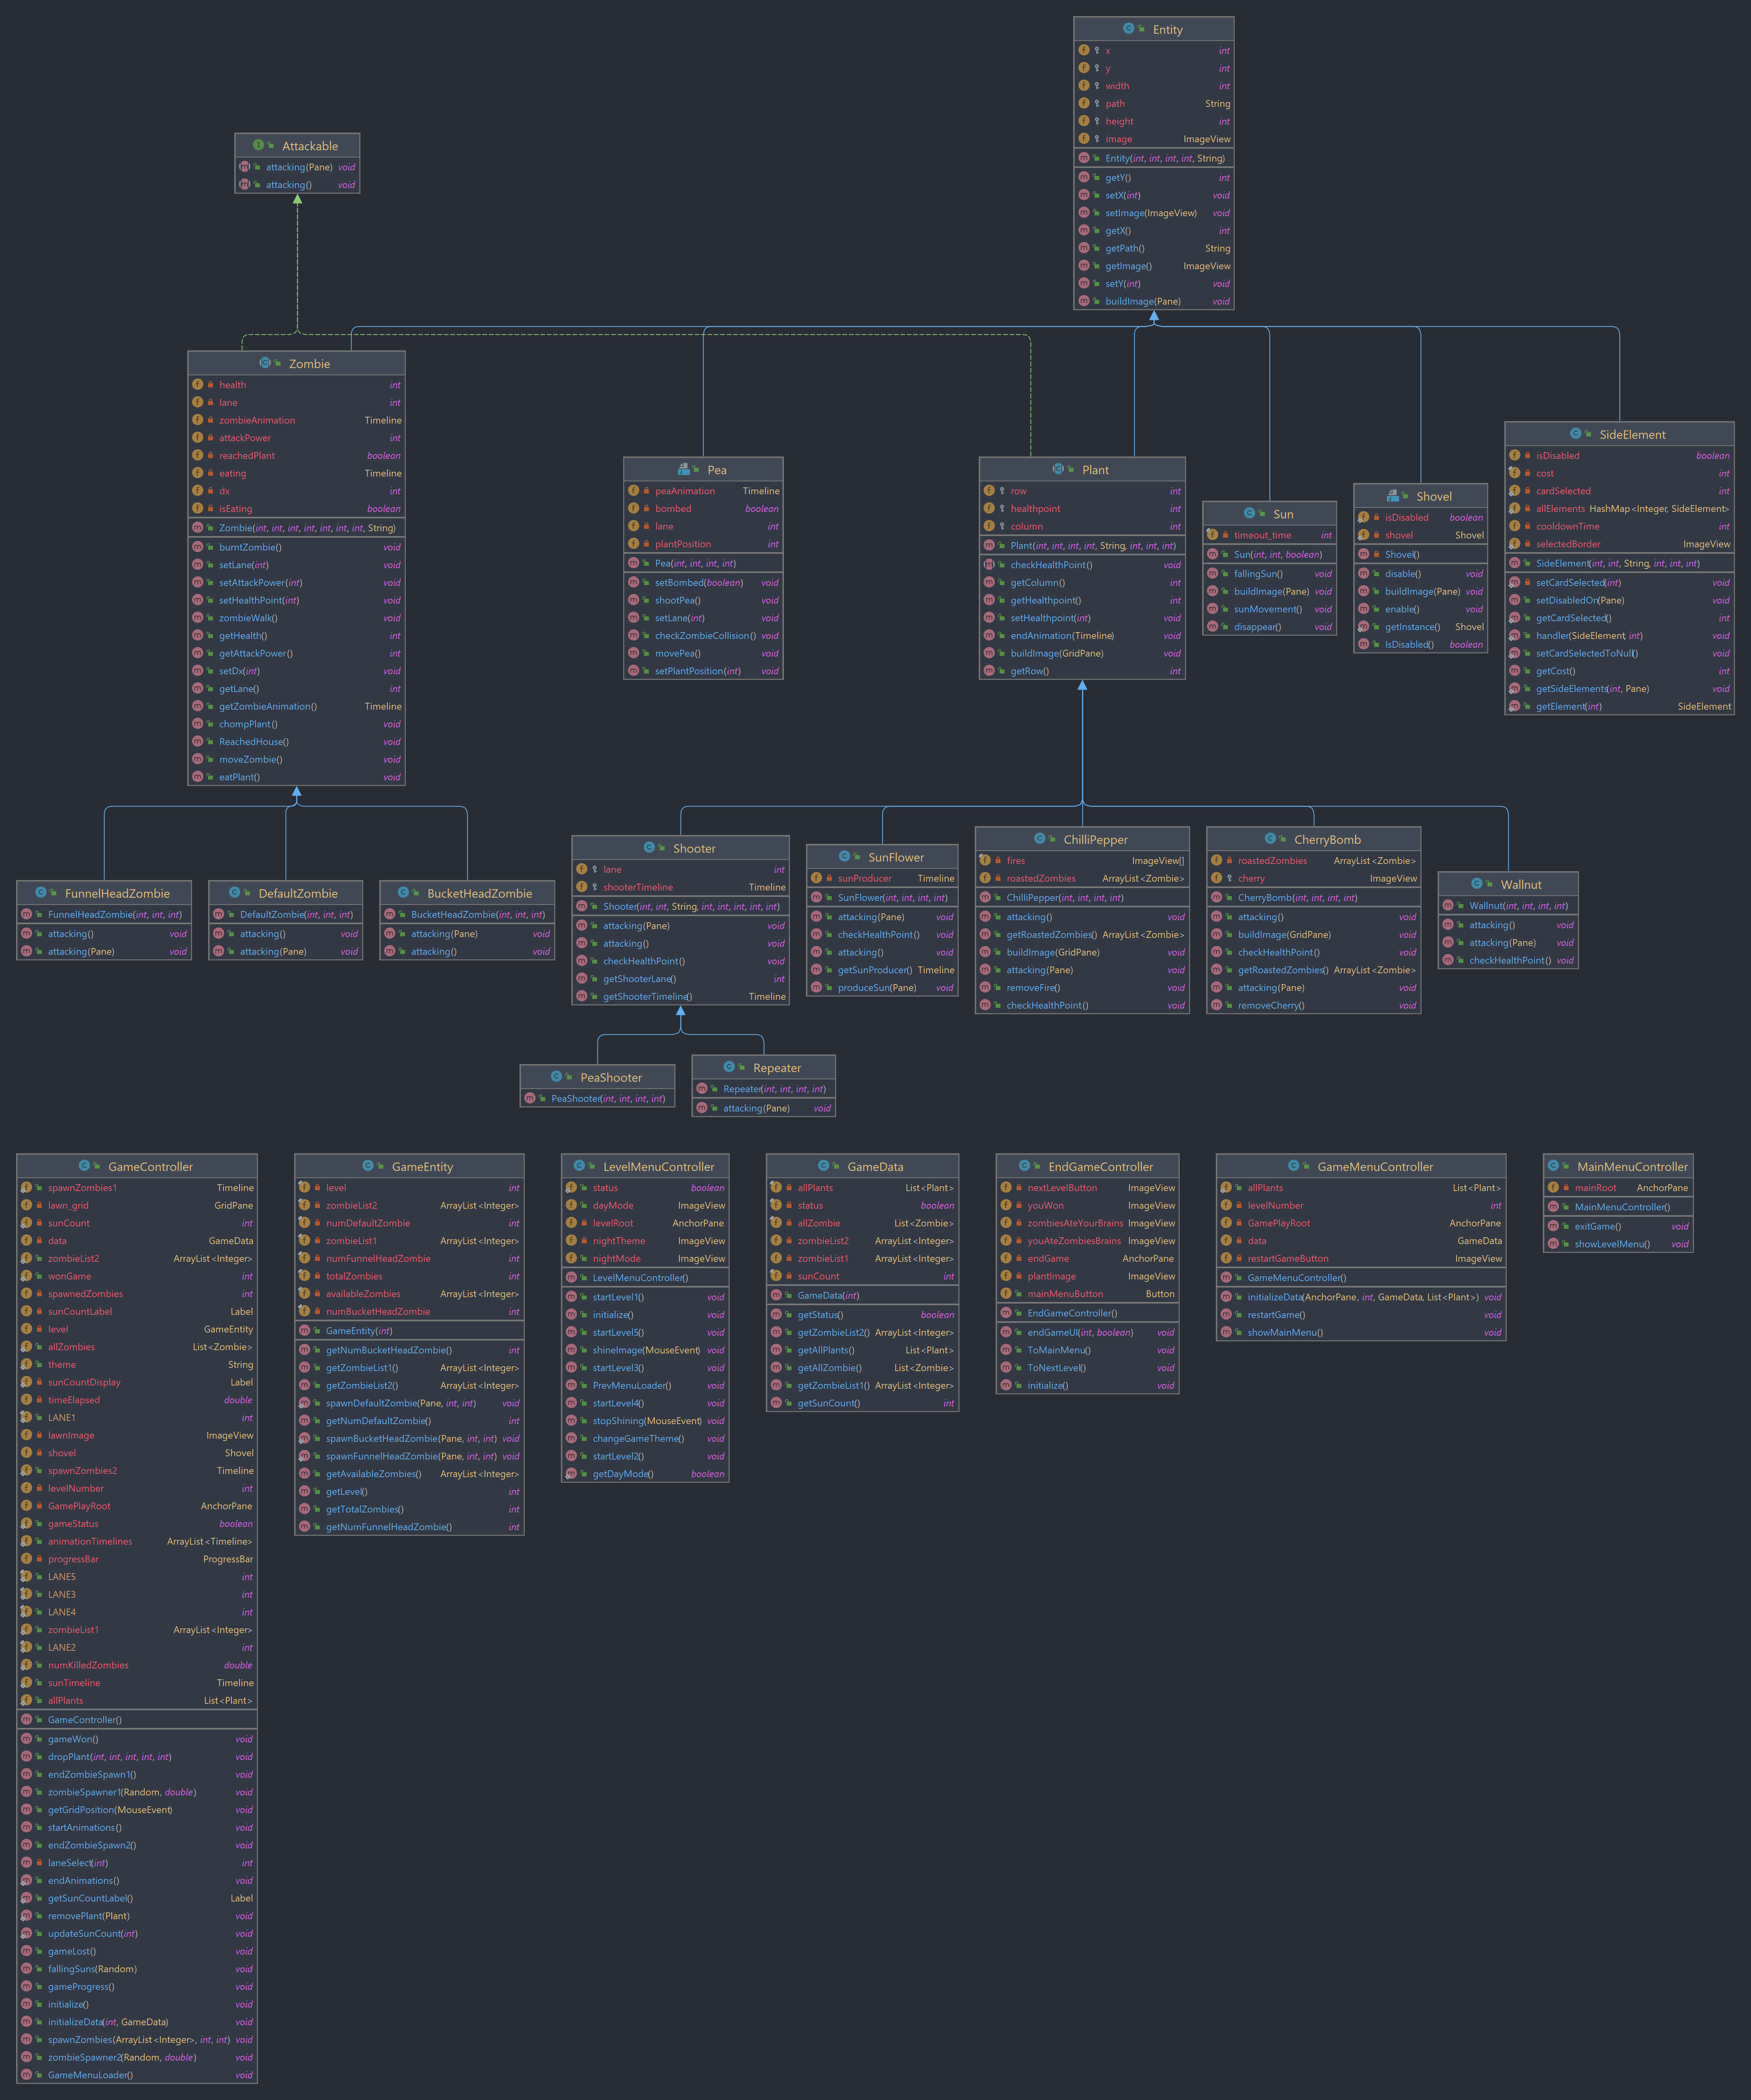 Entity
x int
y int
width int
path String
height int
image ImageView
Entity(int, int, int, int, String)
getY() int
setX(int) void
setImage(ImageView) void
getX() int
getPath() String
getImage() ImageView
setY(int) void
buildImage(Pane) void
Attackable
attacking(Pane) void
attacking() void
Zombie
health int
lane int
zombieAnimation Timeline
attackPower int
reachedPlant boolean
eating Timeline
dx int
isEating boolean
Zombie(int, int, int, int, int, int, int, String)
burntZombie() void
setLane(int) void
setAttackPower(int) void
setHealthPoint(int) void
zombieWalk() void
getHealth() int
getAttackPower() int
setDx(int) void
getLane() int
getZombieAnimation() Timeline
chompPlant() void
ReachedHouse() void
moveZombie() void
eatPlant() void
Pea
peaAnimation Timeline
bombed boolean
lane int
plantPosition int
Pea(int, int, int, int)
setBombed(boolean) void
shootPea() void
setLane(int) void
checkZombieCollision() void
movePea() void
setPlantPosition(int) void
Plant
row int
healthpoint int
column int
Plant(int, int, int, int, String, int, int, int)
checkHealthPoint() void
getColumn() int
getHealthpoint() int
setHealthpoint(int) void
endAnimation(Timeline) void
buildImage(GridPane) void
getRow() int
Sun
timeout_time int
Sun(int, int, boolean)
fallingSun() void
buildImage(Pane) void
sunMovement() void
disappear() void
Shovel
isDisabled boolean
shovel Shovel
Shovel()
disable() void
buildImage(Pane) void
enable() void
getInstance() Shovel
IsDisabled() boolean
SideElement
isDisabled boolean
cost int
cardSelected int
allElements HashMap<Integer, SideElement>
cooldownTime int
selectedBorder ImageView
SideElement(int, int, String, int, int, int)
setCardSelected(int) void
setDisabledOn(Pane) void
getCardSelected() int
handler(SideElement, int) void
setCardSelectedToNull() void
getCost() int
getSideElements(int, Pane) void
getElement(int) SideElement
FunnelHeadZombie
FunnelHeadZombie(int, int, int)
attacking() void
attacking(Pane) void
DefaultZombie
DefaultZombie(int, int, int)
attacking() void
attacking(Pane) void
BucketHeadZombie
BucketHeadZombie(int, int, int)
attacking(Pane) void
attacking() void
Shooter
lane int
shooterTimeline Timeline
Shooter(int, int, String, int, int, int, int, int)
attacking(Pane) void
attacking() void
checkHealthPoint() void
getShooterLane() int
getShooterTimeline() Timeline
SunFlower
sunProducer Timeline
SunFlower(int, int, int, int)
attacking(Pane) void
checkHealthPoint() void
attacking() void
getSunProducer() Timeline
produceSun(Pane) void
ChilliPepper
fires ImageView[]
roastedZombies ArrayList<Zombie>
ChilliPepper(int, int, int, int)
attacking() void
getRoastedZombies() ArrayList<Zombie>
buildImage(GridPane) void
attacking(Pane) void
removeFire() void
checkHealthPoint() void
CherryBomb
roastedZombies ArrayList<Zombie>
cherry ImageView
CherryBomb(int, int, int, int)
attacking() void
buildImage(GridPane) void
checkHealthPoint() void
getRoastedZombies() ArrayList<Zombie>
attacking(Pane) void
removeCherry() void
Wallnut
Wallnut(int, int, int, int)
attacking() void
attacking(Pane) void
checkHealthPoint() void
PeaShooter
PeaShooter(int, int, int, int)
Repeater
Repeater(int, int, int, int)
attacking(Pane) void
GameController
spawnZombies1 Timeline
lawn_grid GridPane
sunCount int
data GameData
zombieList2 ArrayList<Integer>
wonGame int
spawnedZombies int
sunCountLabel Label
level GameEntity
allZombies List<Zombie>
theme String
sunCountDisplay Label
timeElapsed double
LANE1 int
lawnImage ImageView
shovel Shovel
spawnZombies2 Timeline
levelNumber int
GamePlayRoot AnchorPane
gameStatus boolean
animationTimelines ArrayList<Timeline>
progressBar ProgressBar
LANE5 int
LANE3 int
LANE4 int
zombieList1 ArrayList<Integer>
LANE2 int
numKilledZombies double
sunTimeline Timeline
allPlants List<Plant>
GameController()
gameWon() void
dropPlant(int, int, int, int, int) void
endZombieSpawn1() void
zombieSpawner1(Random, double) void
getGridPosition(MouseEvent) void
startAnimations() void
endZombieSpawn2() void
laneSelect(int) int
endAnimations() void
getSunCountLabel() Label
removePlant(Plant) void
updateSunCount(int) void
gameLost() void
fallingSuns(Random) void
gameProgress() void
initialize() void
initializeData(int, GameData) void
spawnZombies(ArrayList<Integer>, int, int) void
zombieSpawner2(Random, double) void
GameMenuLoader() void
GameEntity
level int
zombieList2 ArrayList<Integer>
numDefaultZombie int
zombieList1 ArrayList<Integer>
numFunnelHeadZombie int
totalZombies int
availableZombies ArrayList<Integer>
numBucketHeadZombie int
GameEntity(int)
getNumBucketHeadZombie() int
getZombieList1() ArrayList<Integer>
getZombieList2() ArrayList<Integer>
spawnDefaultZombie(Pane, int, int) void
getNumDefaultZombie() int
spawnBucketHeadZombie(Pane, int, int) void
spawnFunnelHeadZombie(Pane, int, int) void
getAvailableZombies() ArrayList<Integer>
getLevel() int
getTotalZombies() int
getNumFunnelHeadZombie() int
LevelMenuController
status boolean
dayMode ImageView
levelRoot AnchorPane
nightTheme ImageView
nightMode ImageView
LevelMenuController()
startLevel1() void
initialize() void
startLevel5() void
shineImage(MouseEvent) void
startLevel3() void
PrevMenuLoader() void
startLevel4() void
stopShining(MouseEvent) void
changeGameTheme() void
startLevel2() void
getDayMode() boolean
GameData
allPlants List<Plant>
status boolean
allZombie List<Zombie>
zombieList2 ArrayList<Integer>
zombieList1 ArrayList<Integer>
sunCount int
GameData(int)
getStatus() boolean
getZombieList2() ArrayList<Integer>
getAllPlants() List<Plant>
getAllZombie() List<Zombie>
getZombieList1() ArrayList<Integer>
getSunCount() int
EndGameController
nextLevelButton ImageView
youWon ImageView
zombiesAteYourBrains ImageView
youAteZombiesBrains ImageView
endGame AnchorPane
plantImage ImageView
mainMenuButton Button
EndGameController()
endGameUI(int, boolean) void
ToMainMenu() void
ToNextLevel() void
initialize() void
GameMenuController
allPlants List<Plant>
levelNumber int
GamePlayRoot AnchorPane
data GameData
restartGameButton ImageView
GameMenuController()
initializeData(AnchorPane, int, GameData, List<Plant>) void
restartGame() void
showMainMenu() void
MainMenuController
mainRoot AnchorPane
MainMenuController()
exitGame() void
showLevelMenu() void